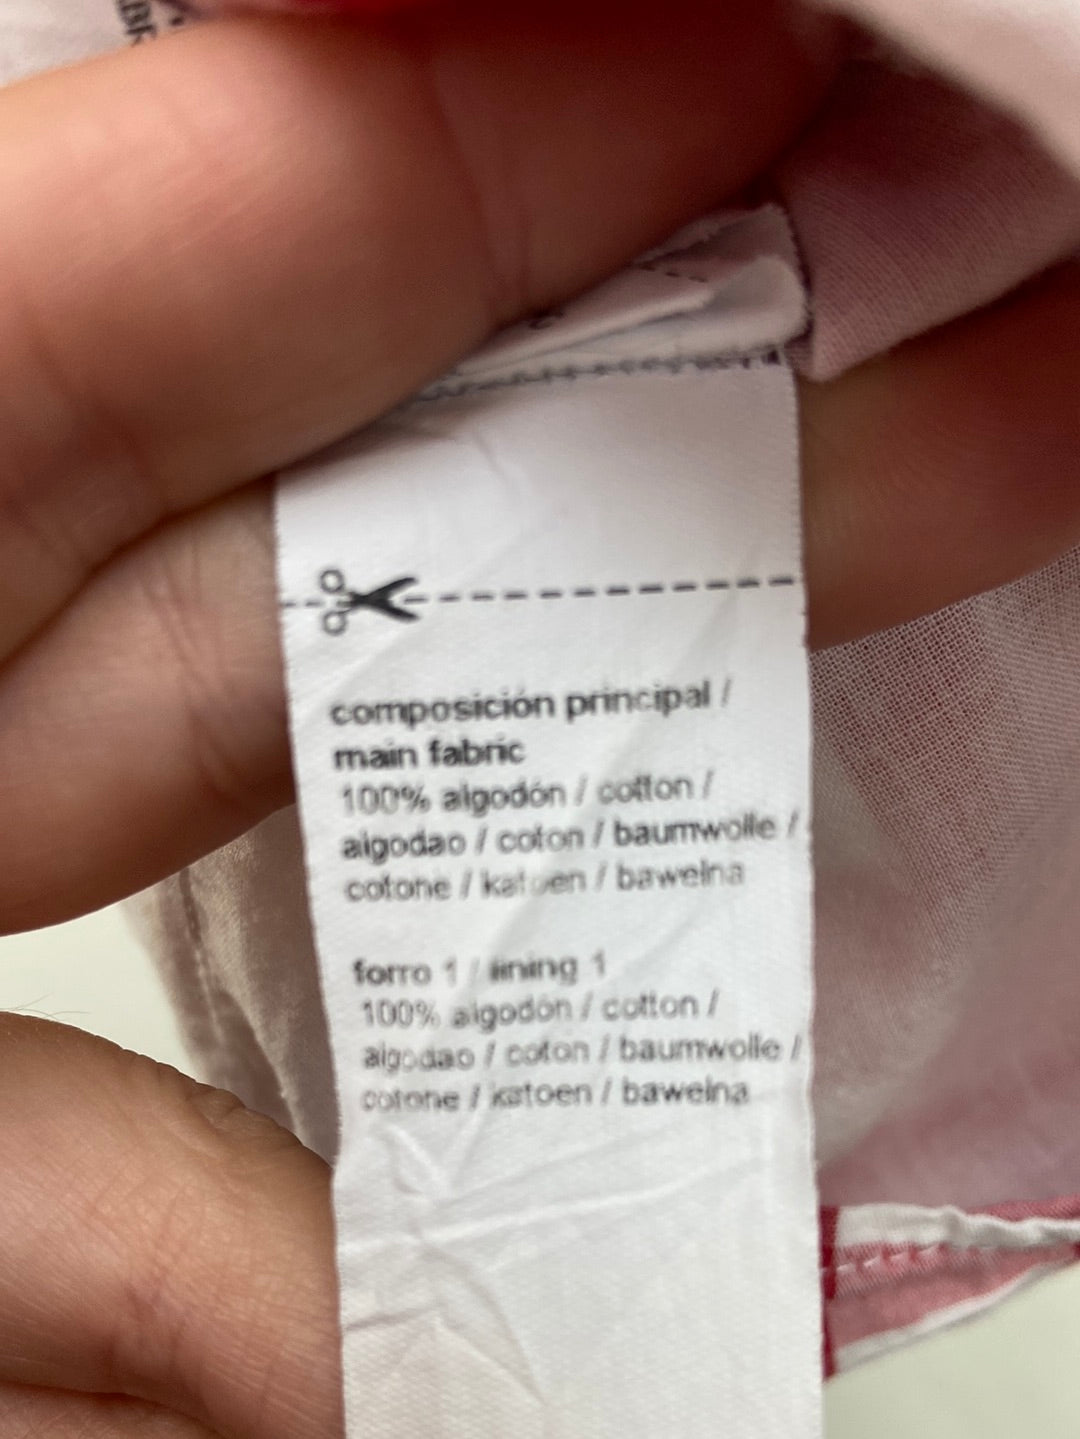 composición principal /
main fabric
100% algodón / cotton /
algodao / coton / baumwolle /
cotone / katoen / bawelna
forro 1 / lining 1
100% algodón / cotton /
algodao / coton / baumwolle /
cotone / katoen / bawelna